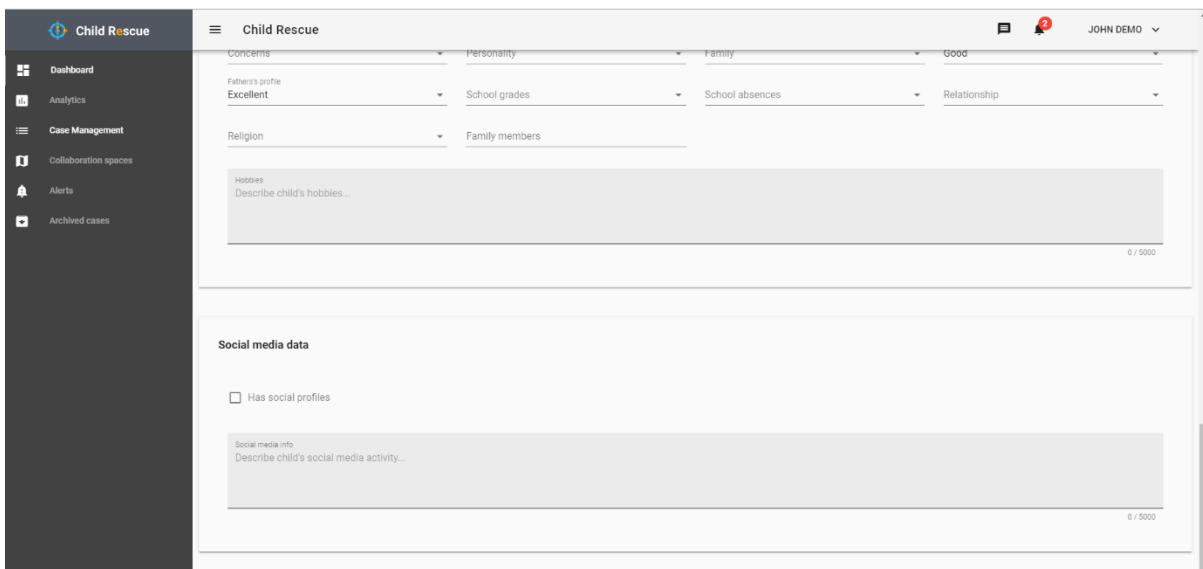 Child Rescue
Child Rescue
2
JOHN DEMO
Dashboard
Analytics
Case Management
Collaboration spaces
Alerts
Archived cases
Concerns
Personality
Family
Good
Fathers's profile
Excellent
School grades
School absences
Relationship
Religion
Family members
Hobbies
Describe child's hobbies...
0 / 5000
Social media data
Has social profiles
Social media info
Describe child's social media activity...
0 / 5000